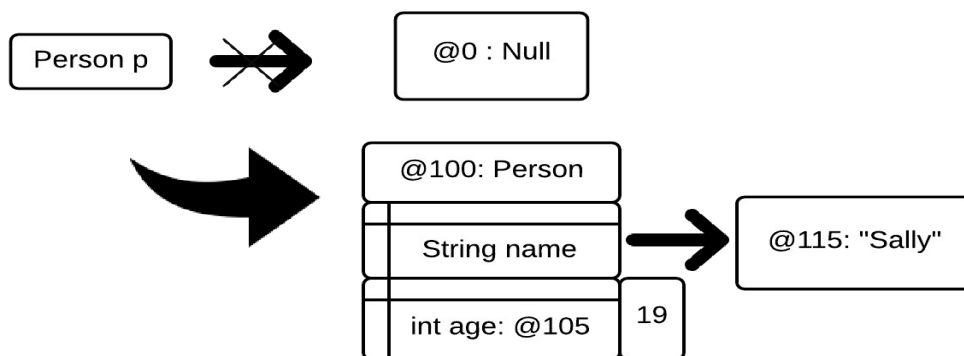 Person p
@0 : Null
@100: Person
String name
@115: "Sally"
int age: @105
19